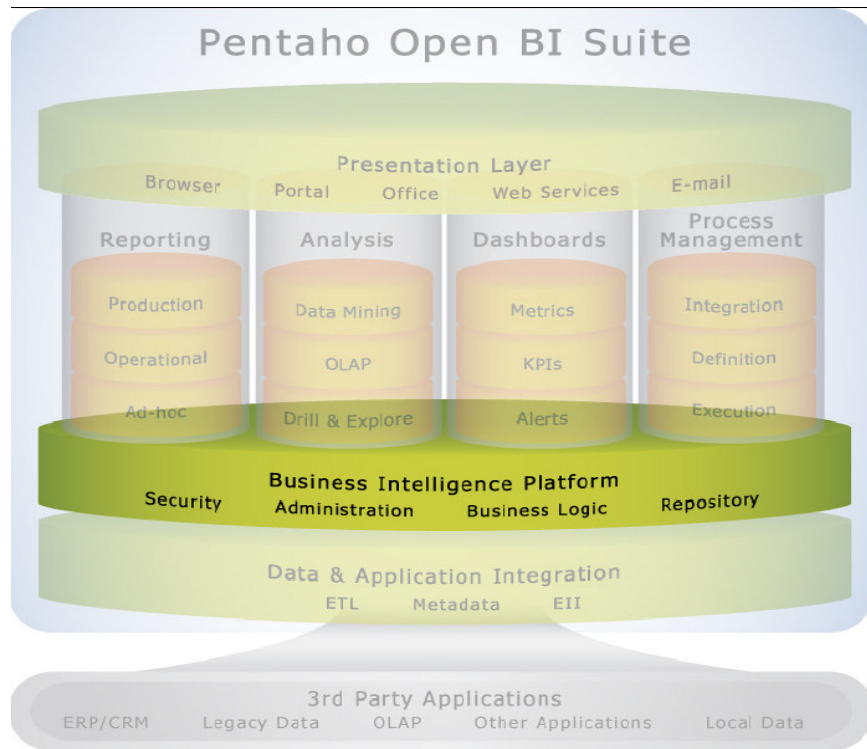 Pentaho Open BI Suite
Presentation Layer
Browser Portal Office Web Services E-mail
Reporting Analysis Dashboards Process Management
Production Data Mining Metrics Integration
Operational OLAP KPIs Definition
Ad-hoc Drill & Explore Alerts Execution
Business Intelligence Platform
Security Administration Business Logic Repository
Data & Application Integration
ETL Metadata EII
3rd Party Applications
ERP/CRM Legacy Data OLAP Other Applications Local Data